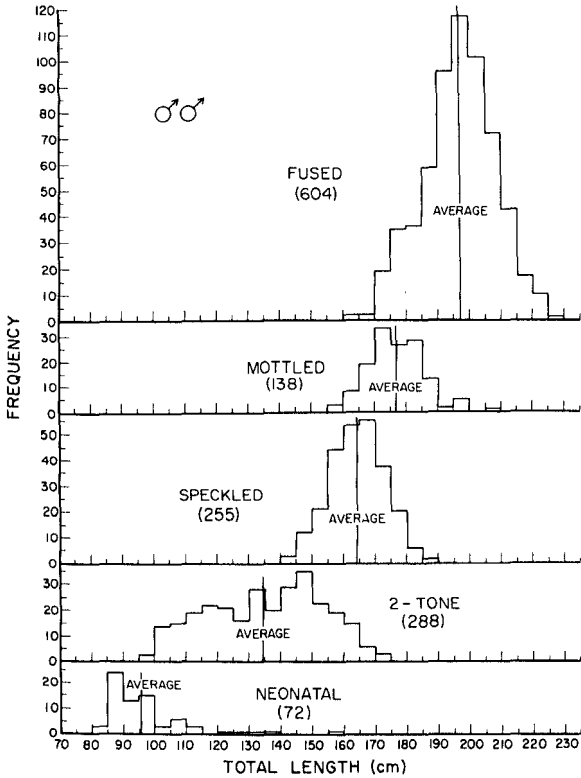 120
110
100
90
80
70
60
50
40
30
20
10
0
♂♂
FUSED
(604)
AVERAGE
FREQUENCY
30
20
10
0
MOTTLED
(138)
AVERAGE
50
40
30
20
10
0
SPECKLED
(255)
AVERAGE
30
20
10
0
2-TONE
(288)
AVERAGE
20
10
0
AVERAGE
NEONATAL
(72)
70 80 90 100 110 120 130 140 150 160 170 180 190 200 210 220 230
TOTAL LENGTH (cm)